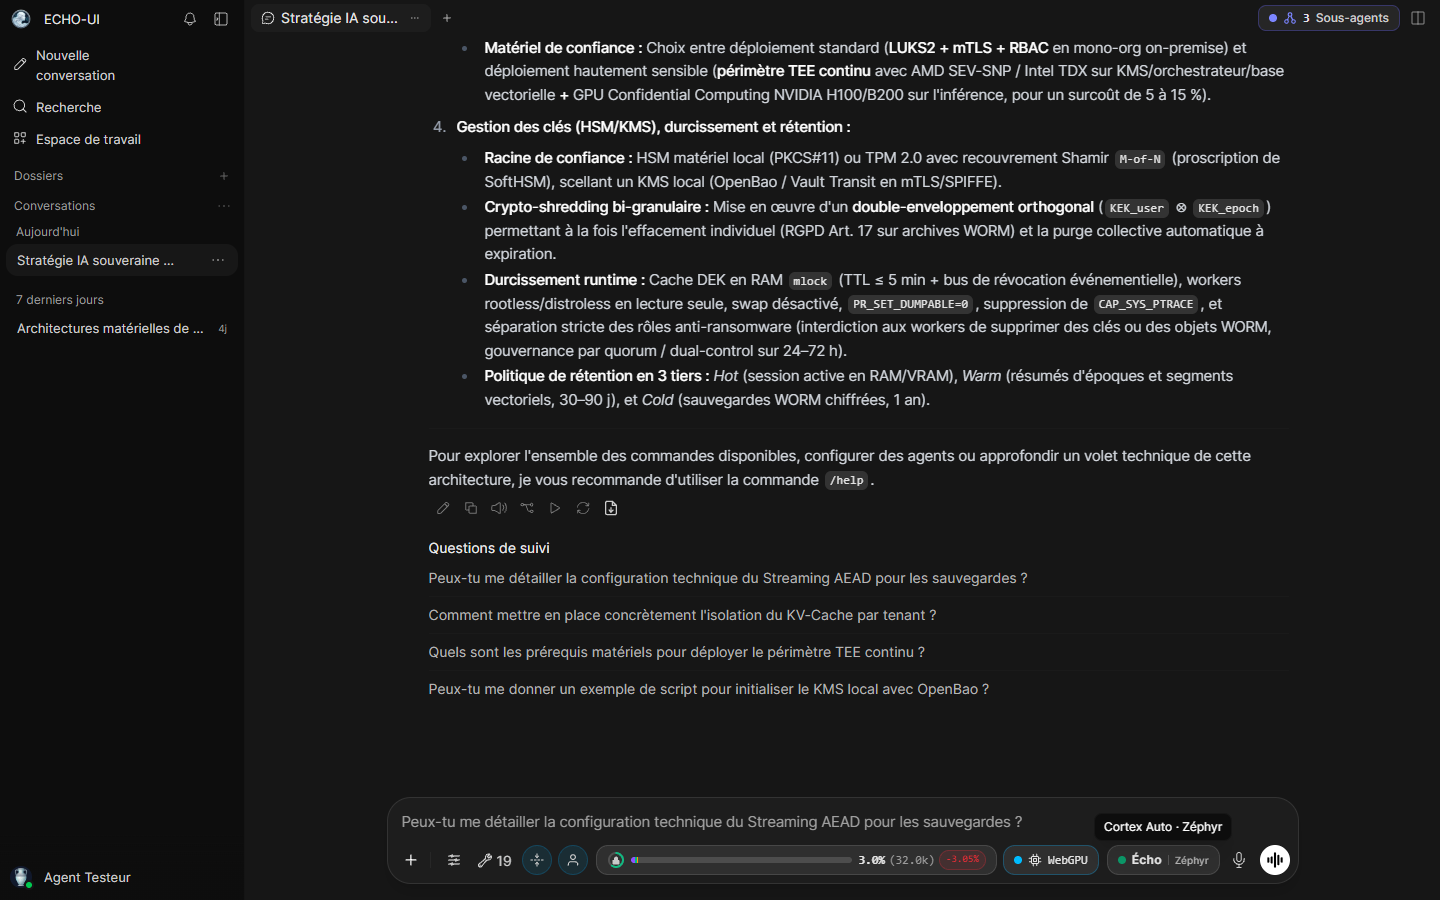 ECHO-UI
Nouvelle
conversation
Recherche
Espace de travail
Dossiers
Conversations
Aujourd'hui
Stratégie IA souveraine ...
7 derniers jours
Architectures matérielles de ... 4j
Agent Testeur
Stratégie IA sou...
3 Sous-agents
• Matériel de confiance : Choix entre déploiement standard (LUKS2 + mTLS + RBAC en mono-org on-premise) et
déploiement hautement sensible (périmètre TEE continu avec AMD SEV-SNP / Intel TDX sur KMS/orchestrateur/base
vectorielle + GPU Confidential Computing NVIDIA H100/B200 sur l'inférence, pour un surcoût de 5 à 15 %).
4. Gestion des clés (HSM/KMS), durcissement et rétention :
• Racine de confiance : HSM matériel local (PKCS#11) ou TPM 2.0 avec recouvrement Shamir M-of-N (proscription de
SoftHSM), scellant un KMS local (OpenBao / Vault Transit en mTLS/SPIFFE).
• Crypto-shredding bi-granulaire : Mise en œuvre d'un double-enveloppement orthogonal ( KEK_user ⊗ KEK_epoch )
permettant à la fois l'effacement individuel (RGPD Art. 17 sur archives WORM) et la purge collective automatique à
expiration.
• Durcissement runtime : Cache DEK en RAM mlock (TTL ≤ 5 min + bus de révocation événementielle), workers
rootless/distroless en lecture seule, swap désactivé, PR_SET_DUMPABLE=0 , suppression de CAP_SYS_PTRACE , et
séparation stricte des rôles anti-ransomware (interdiction aux workers de supprimer des clés ou des objets WORM,
gouvernance par quorum / dual-control sur 24–72 h).
• Politique de rétention en 3 tiers : Hot (session active en RAM/VRAM), Warm (résumés d'époques et segments
vectoriels, 30–90 j), et Cold (sauvegardes WORM chiffrées, 1 an).
Pour explorer l'ensemble des commandes disponibles, configurer des agents ou approfondir un volet technique de cette
architecture, je vous recommande d'utiliser la commande /help .
Questions de suivi
Peux-tu me détailler la configuration technique du Streaming AEAD pour les sauvegardes ?
Comment mettre en place concrètement l'isolation du KV-Cache par tenant ?
Quels sont les prérequis matériels pour déployer le périmètre TEE continu ?
Peux-tu me donner un exemple de script pour initialiser le KMS local avec OpenBao ?
Peux-tu me détailler la configuration technique du Streaming AEAD pour les sauvegardes ?
Cortex Auto · Zéphyr
19
3.0% (32.0k) -3.05%
WebGPU
Écho | Zéphyr